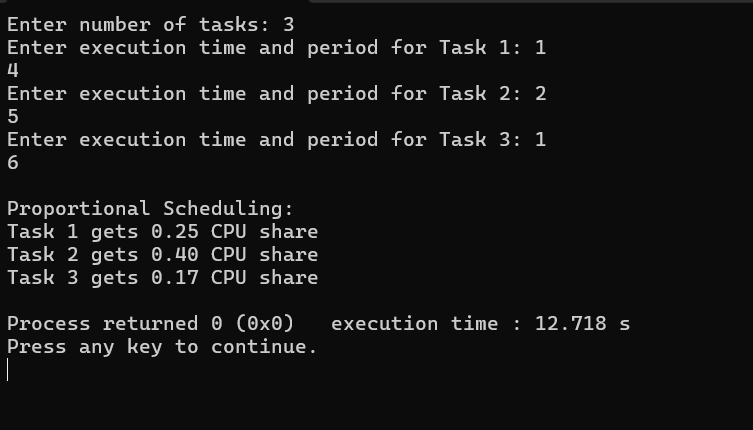 Enter number of tasks: 3
Enter execution time and period for Task 1: 1
4
Enter execution time and period for Task 2: 2
5
Enter execution time and period for Task 3: 1
6
Proportional Scheduling:
Task 1 gets 0.25 CPU share
Task 2 gets 0.40 CPU share
Task 3 gets 0.17 CPU share
Process returned 0 (0x0)   execution time : 12.718 s
Press any key to continue.